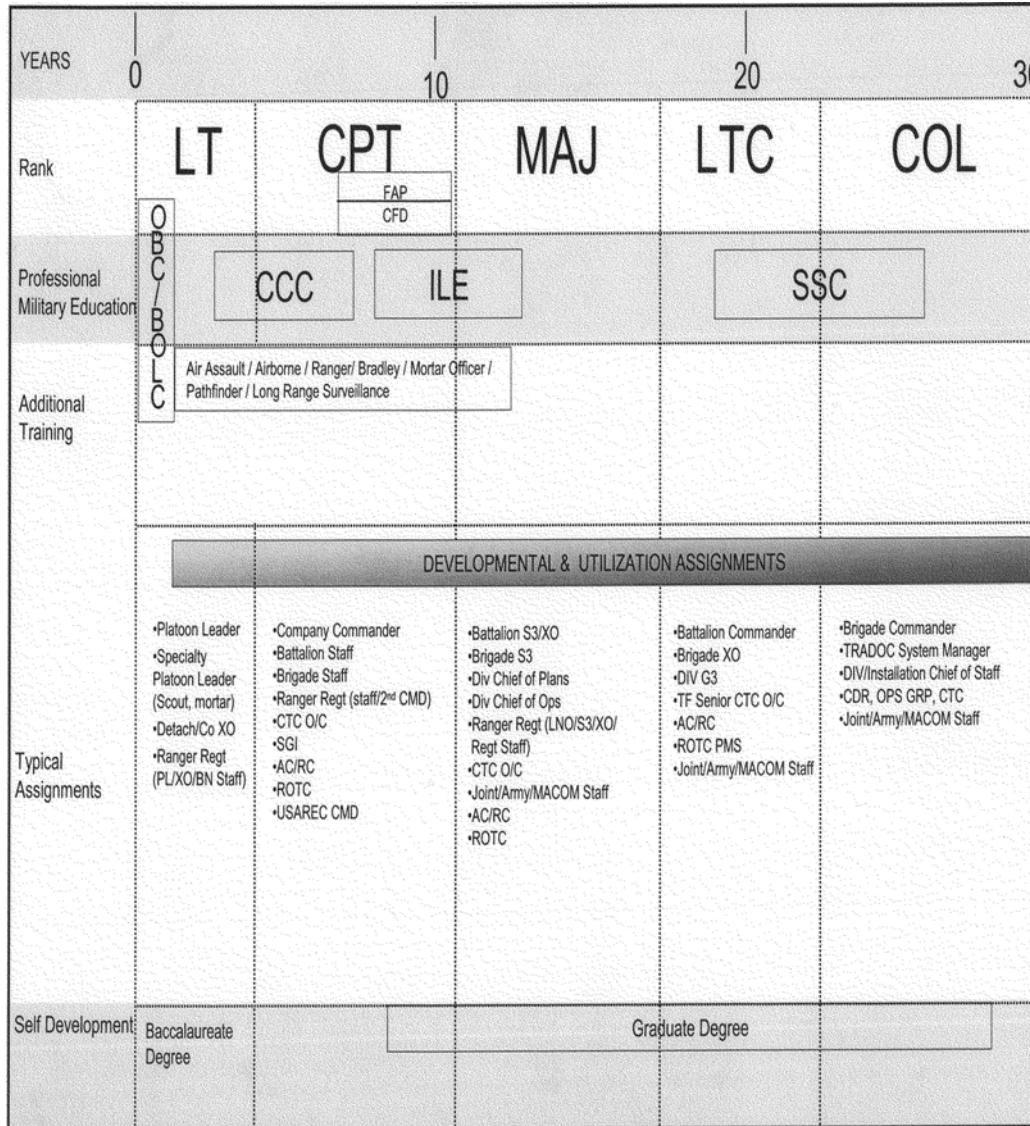 YEARS
0
10
20
30
Rank
LT
CPT
MAJ
LTC
COL
FAP
CFD
OBC/BOLC
Professional
Military Education
CCC
ILE
SSC
Additional
Training
Air Assault / Airborne / Ranger/ Bradley / Mortar Officer /
Pathfinder / Long Range Surveillance
DEVELOPMENTAL & UTILIZATION ASSIGNMENTS
Typical
Assignments
•Platoon Leader
•Specialty
Platoon Leader
(Scout, mortar)
•Detach/Co XO
•Ranger Regt
(PL/XO/BN Staff)
•Company Commander
•Battalion Staff
•Brigade Staff
•Ranger Regt (staff/2nd CMD)
•CTC O/C
•SGI
•AC/RC
•ROTC
•USAREC CMD
•Battalion S3/XO
•Brigade S3
•Div Chief of Plans
•Div Chief of Ops
•Ranger Regt (LNO/S3/XO/
Regt Staff)
•CTC O/C
•Joint/Army/MACOM Staff
•AC/RC
•ROTC
•Battalion Commander
•Brigade XO
•DIV G3
•TF Senior CTC O/C
•AC/RC
•ROTC PMS
•Joint/Army/MACOM Staff
•Brigade Commander
•TRADOC System Manager
•DIV/Installation Chief of Staff
•CDR, OPS GRP, CTC
•Joint/Army/MACOM Staff
Self Development
Baccalaureate
Degree
Graduate Degree